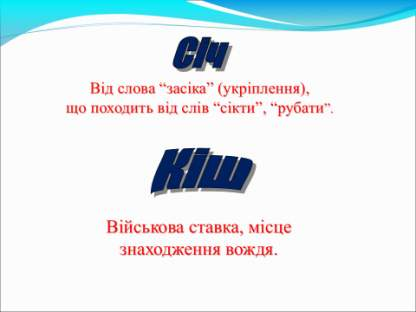 Січ
Від слова “засіка” (укріплення),
що походить від слів “сікти”, “рубати”.
Кіш
Військова ставка, місце
знаходження вождя.